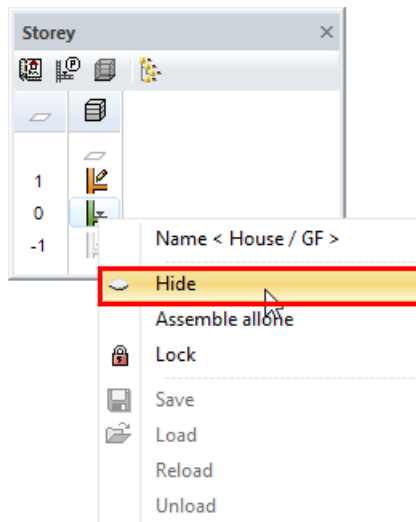 Storey
P
1
0
-1
Name < House / GF >
Hide
Assemble allone
Lock
Save
Load
Reload
Unload